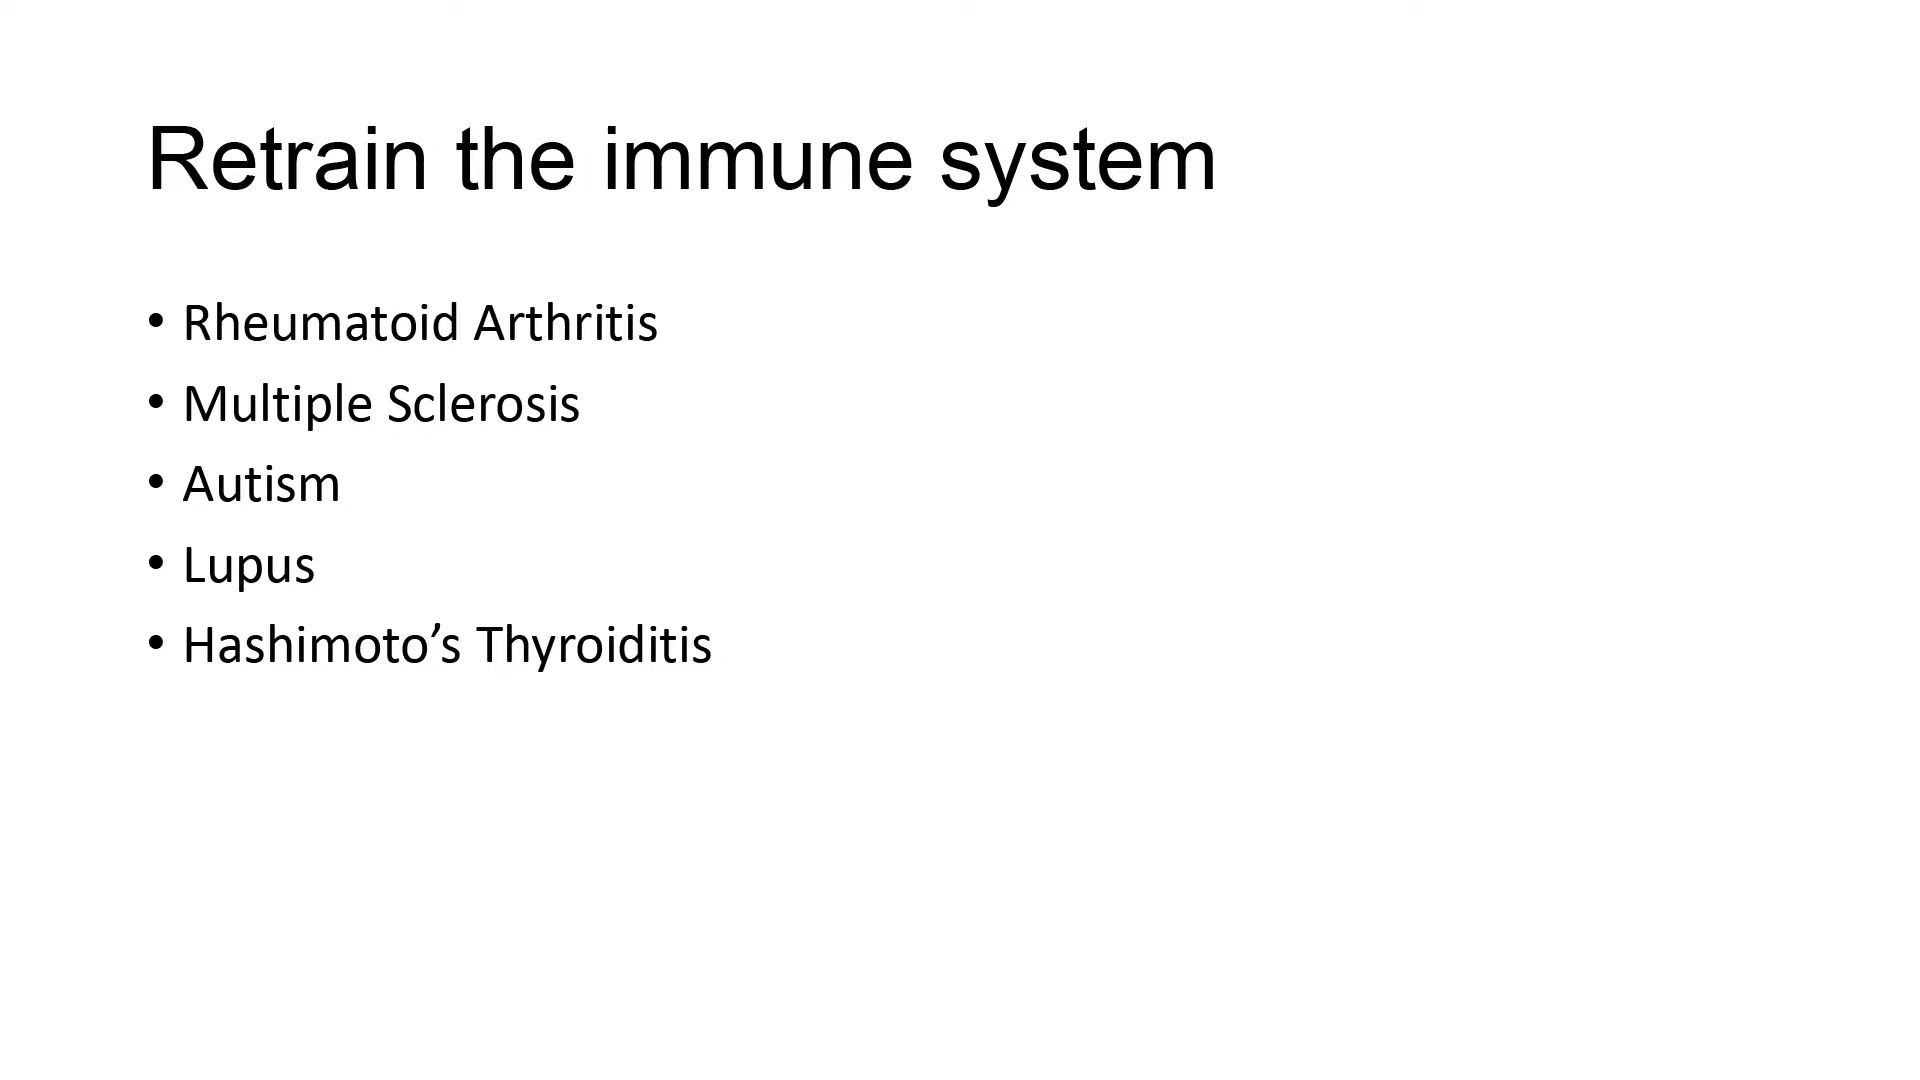 Retrain the immune system
• Rheumatoid Arthritis
• Multiple Sclerosis
• Autism
• Lupus
• Hashimoto’s Thyroiditis